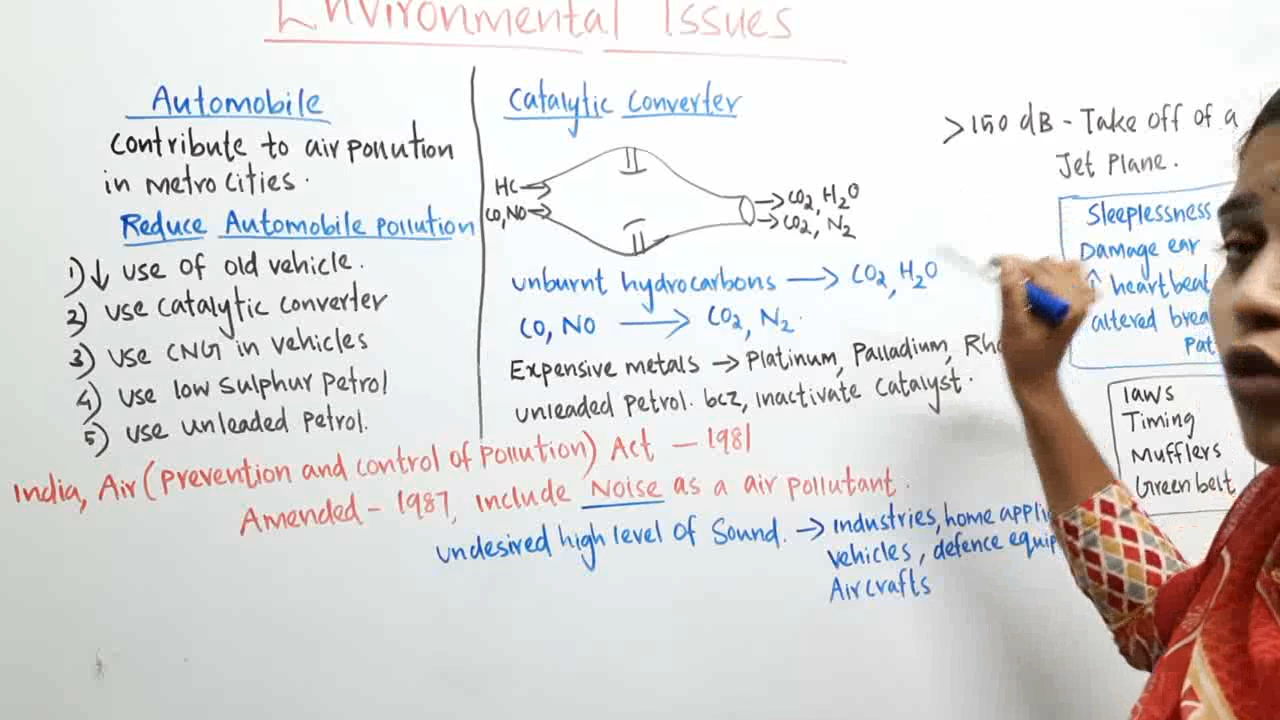 Environmental Issues
Automobile
contribute to air pollution
in metro cities.
Reduce Automobile pollution
1) ↓ use of old vehicle.
2) use catalytic converter
3) use CNG in vehicles
4) use low sulphur petrol
5) use unleaded petrol.
Catalytic Converter
HC →
CO, NO →
→ CO2, H2O
→ CO2, N2
unburnt hydrocarbons → CO2, H2O
CO, NO → CO2, N2.
Expensive metals → Platinum, Palladium,
unleaded petrol. bcz, inactivate catalyst.
India, Air (prevention and control of pollution) Act – 1981
Amended – 1987, include Noise as a air pollutant.
undesired high level of sound. → industries, home
vehicles, defence
Aircrafts
>150 dB – Take off of a
Jet plane.
Sleeplessness
Damage ear
↑ heartbeat
altered
laws
Timing
Mufflers
Green belt